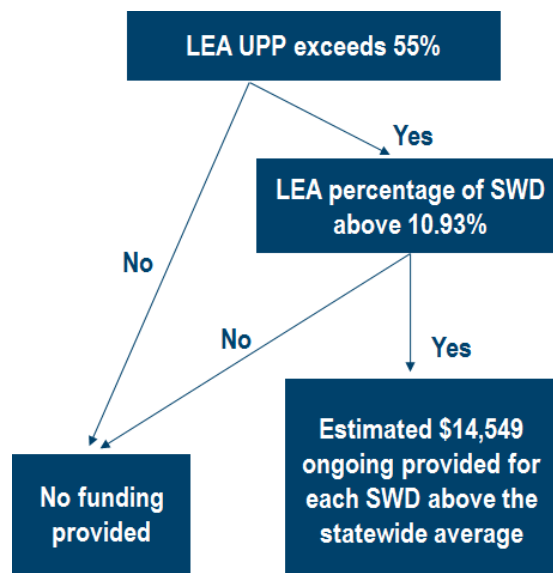 LEA UPP exceeds 55%
Yes
LEA percentage of SWD
above 10.93%
No
No
Yes
Estimated $14,549
ongoing provided for
each SWD above the
statewide average
No funding
provided